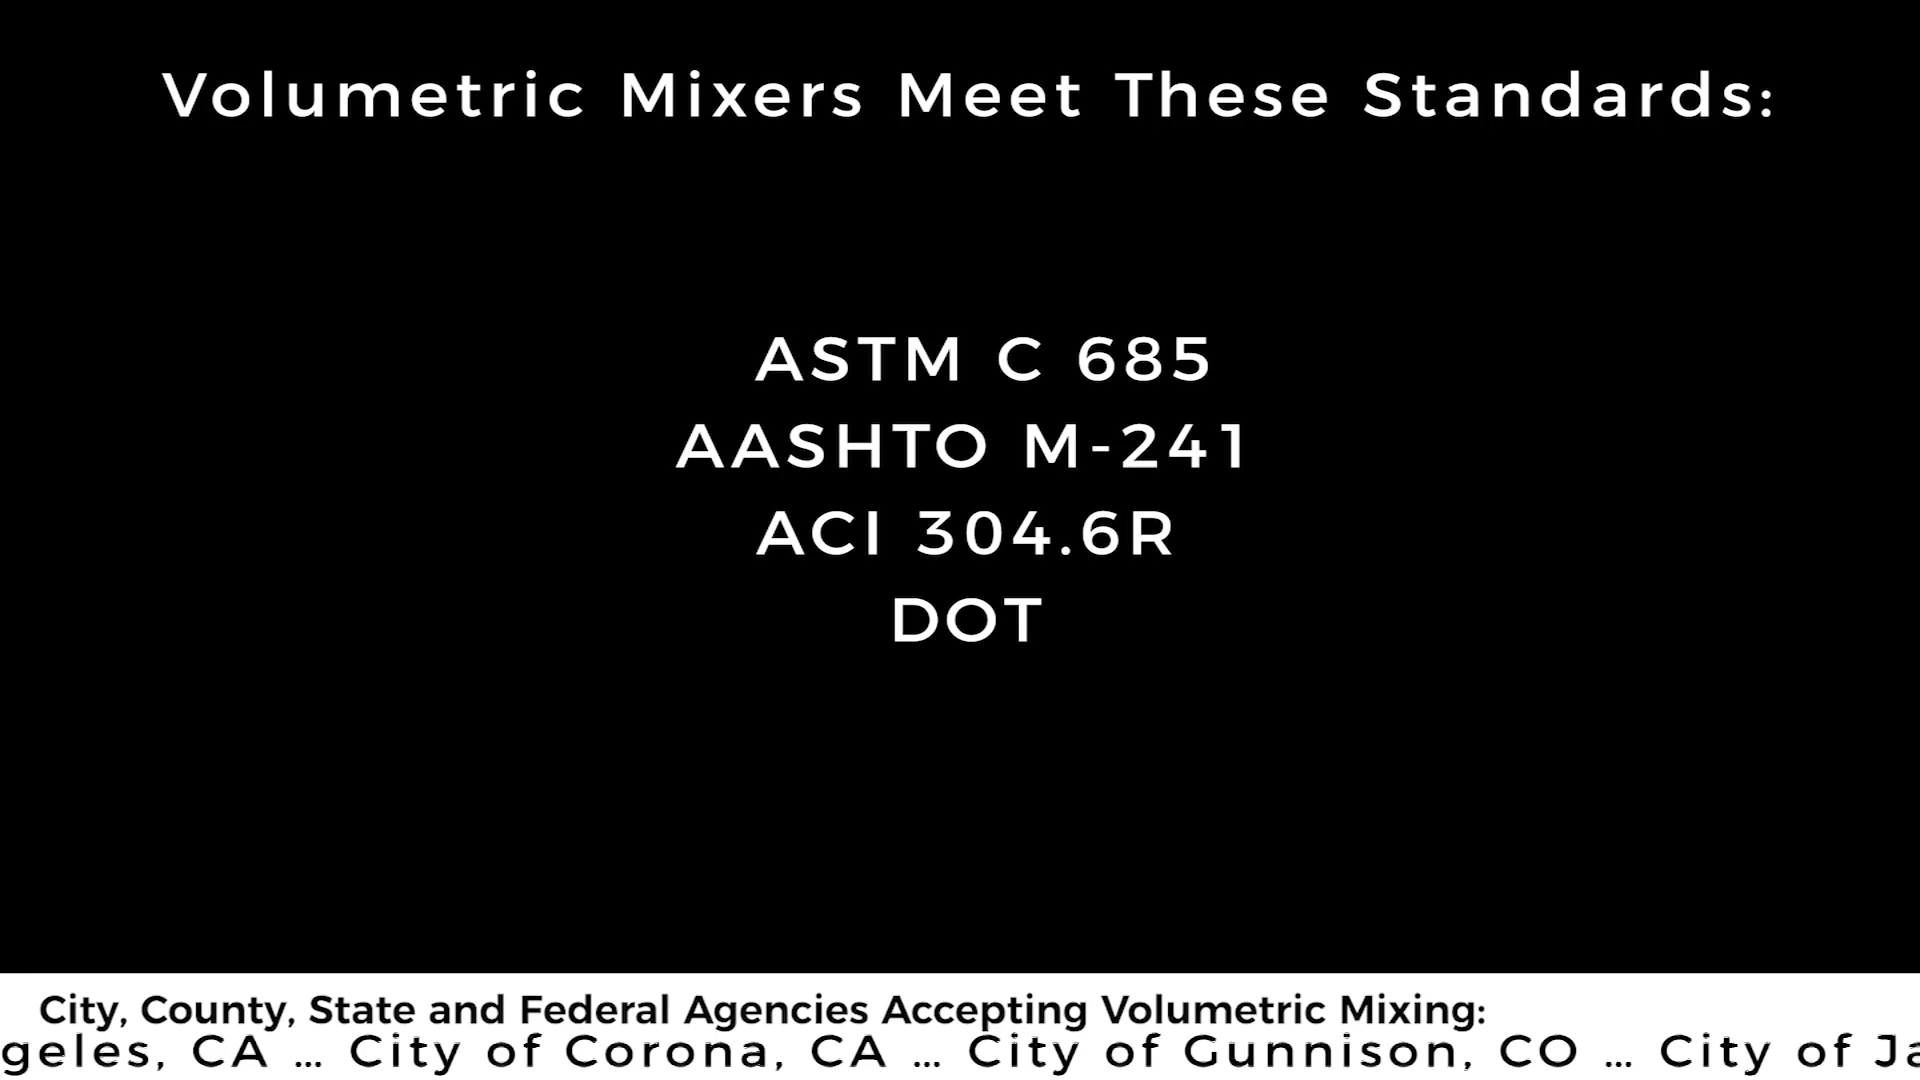 Volumetric Mixers Meet These Standards:
ASTM C 685
AASHTO M-241
ACI 304.6R
DOT
City, County, State and Federal Agencies Accepting Volumetric Mixing:
geles, CA ... City of Corona, CA ... City of Gunnison, CO ... City of Ja